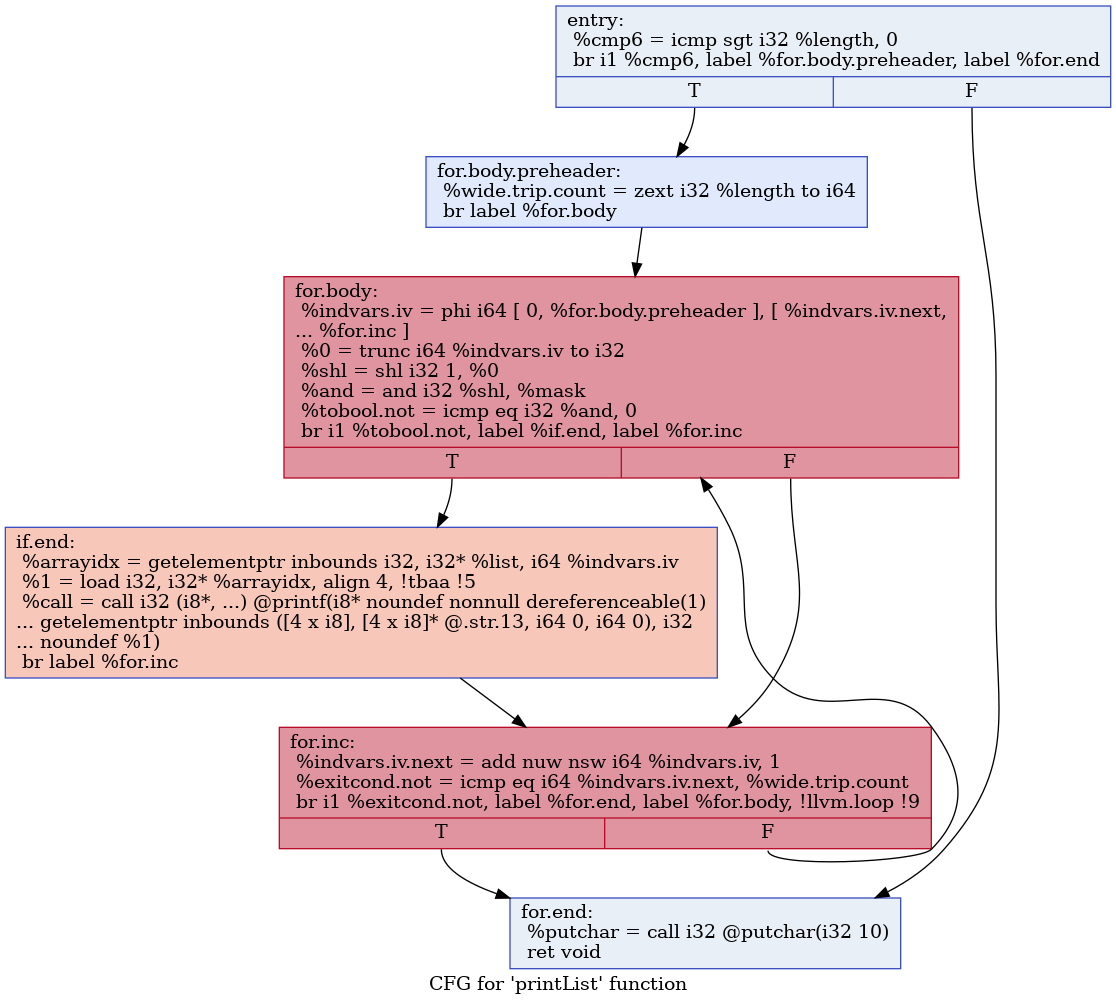 entry:
%cmp6 = icmp sgt i32 %length, 0
br i1 %cmp6, label %for.body.preheader, label %for.end
T
F
for.body.preheader:
%wide.trip.count = zext i32 %length to i64
br label %for.body
for.body:
%indvars.iv = phi i64 [ 0, %for.body.preheader ], [ %indvars.iv.next,
... %for.inc ]
%0 = trunc i64 %indvars.iv to i32
%shl = shl i32 1, %0
%and = and i32 %shl, %mask
%tobool.not = icmp eq i32 %and, 0
br i1 %tobool.not, label %if.end, label %for.inc
T
F
if.end:
%arrayidx = getelementptr inbounds i32, i32* %list, i64 %indvars.iv
%1 = load i32, i32* %arrayidx, align 4, !tbaa !5
%call = call i32 (i8*, ...) @printf(i8* noundef nonnull dereferenceable(1)
... getelementptr inbounds ([4 x i8], [4 x i8]* @.str.13, i64 0, i64 0), i32
... noundef %1)
br label %for.inc
for.inc:
%indvars.iv.next = add nuw nsw i64 %indvars.iv, 1
%exitcond.not = icmp eq i64 %indvars.iv.next, %wide.trip.count
br i1 %exitcond.not, label %for.end, label %for.body, !llvm.loop !9
T
F
for.end:
%putchar = call i32 @putchar(i32 10)
ret void
CFG for 'printList' function